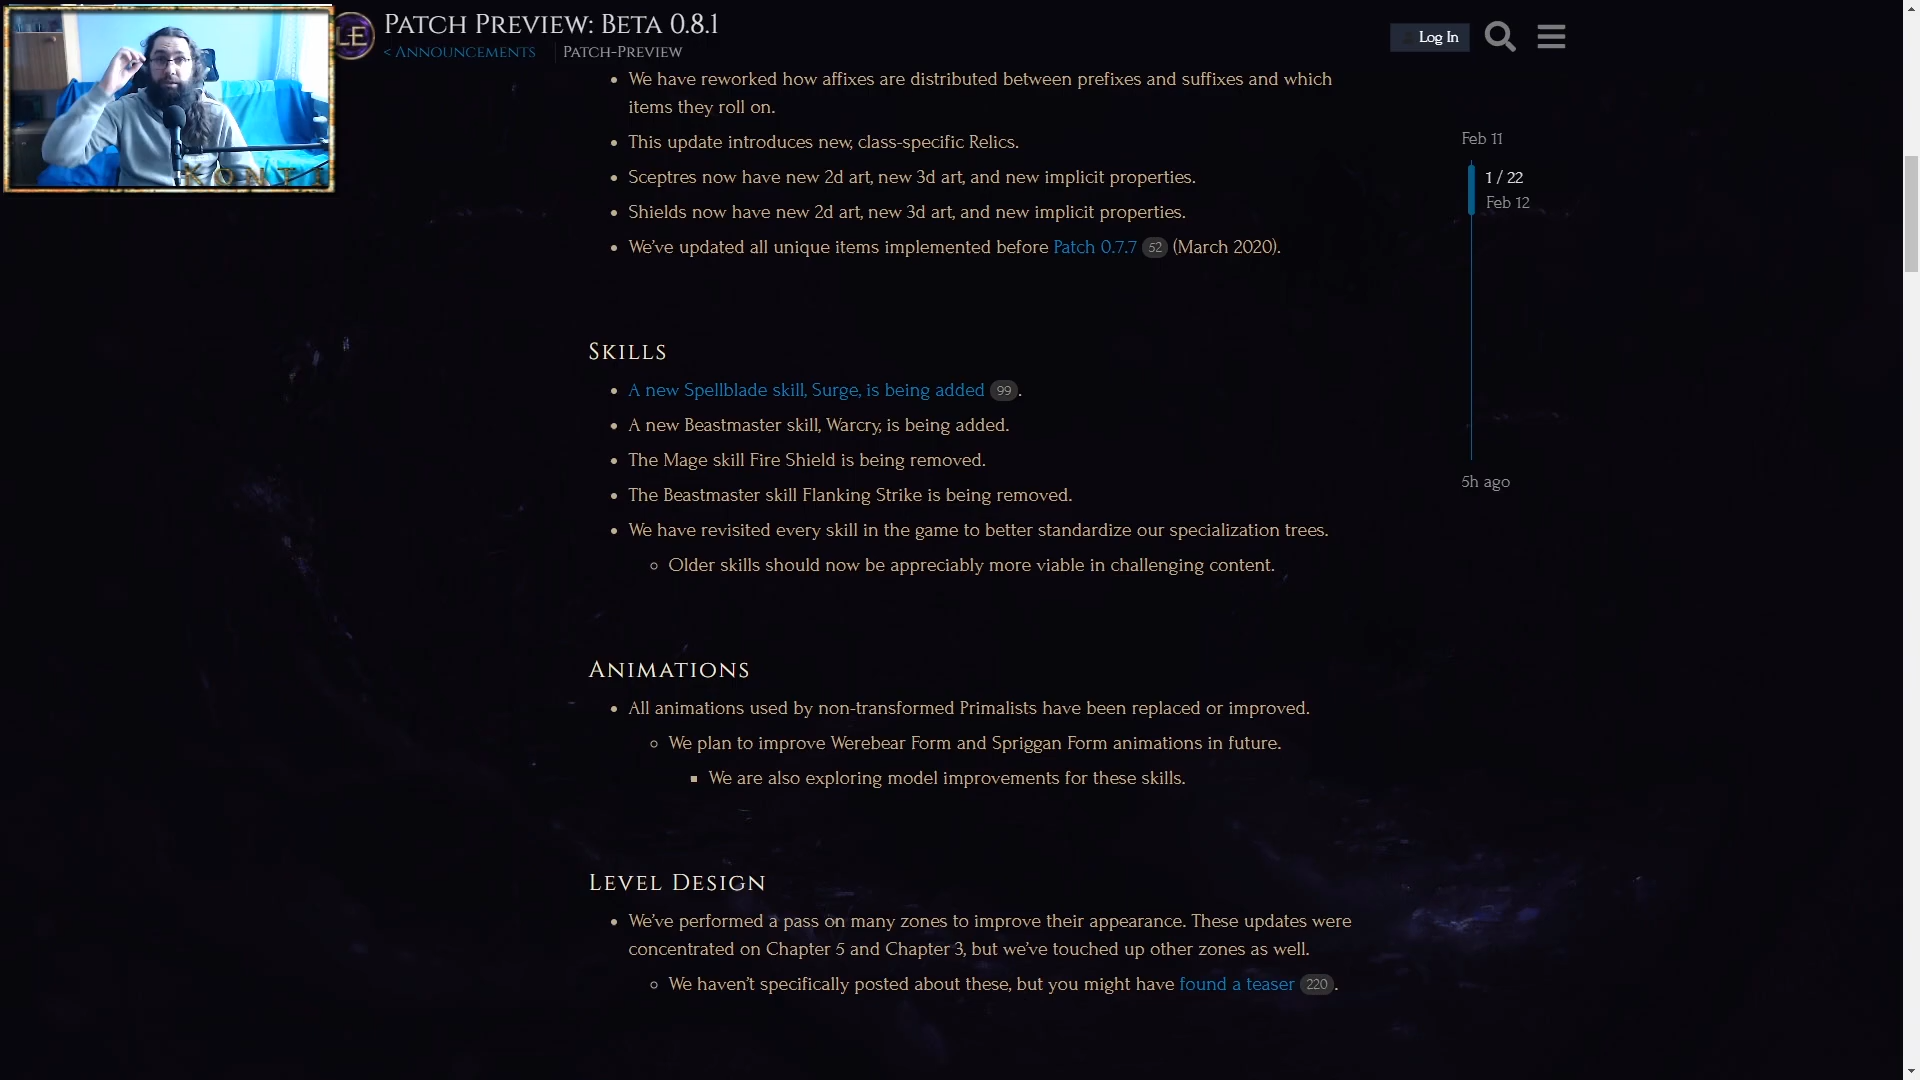 PATCH PREVIEW: BETA 0.8.1
< ANNOUNCEMENTS PATCH-PREVIEW
LE
Log In
We have reworked how affixes are distributed between prefixes and suffixes and which
items they roll on.
This update introduces new, class-specific Relics.
Sceptres now have new 2d art, new 3d art, and new implicit properties.
Shields now have new 2d art, new 3d art, and new implicit properties.
We've updated all unique items implemented before Patch 0.7.7 52 (March 2020).
Feb 11
1 / 22
Feb 12
5h ago
SKILLS
A new Spellblade skill, Surge, is being added 99.
A new Beastmaster skill, Warcry, is being added.
The Mage skill Fire Shield is being removed.
The Beastmaster skill Flanking Strike is being removed.
We have revisited every skill in the game to better standardize our specialization trees.
Older skills should now be appreciably more viable in challenging content.
ANIMATIONS
All animations used by non-transformed Primalists have been replaced or improved.
We plan to improve Werebear Form and Spriggan Form animations in future.
We are also exploring model improvements for these skills.
LEVEL DESIGN
We've performed a pass on many zones to improve their appearance. These updates were
concentrated on Chapter 5 and Chapter 3, but we've touched up other zones as well.
We haven't specifically posted about these, but you might have found a teaser 220.